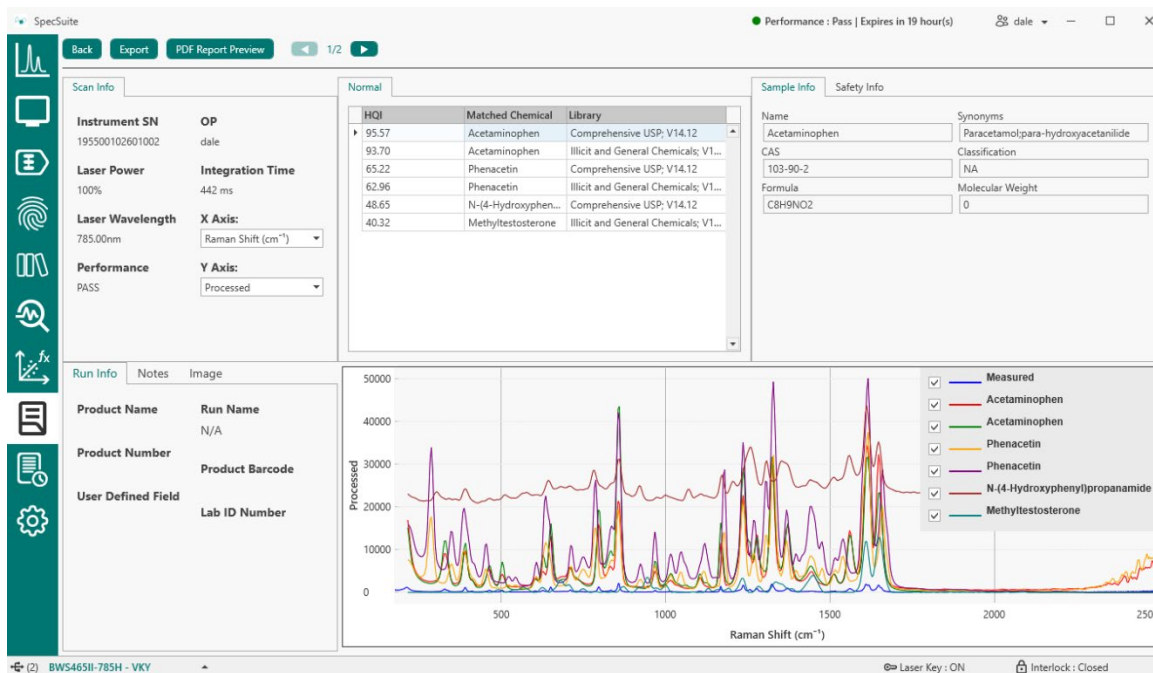 SpecSuite
Performance : Pass | Expires in 19 hour(s)
dale
Back
Export
PDF Report Preview
1/2
Scan Info
Instrument SN
OP
195500102601002
dale
Laser Power
Integration Time
100%
442 ms
Laser Wavelength
X Axis:
785.00nm
Raman Shift (cm⁻¹)
Performance
Y Axis:
PASS
Processed
Normal
HQI Matched Chemical Library
95.57 Acetaminophen Comprehensive USP; V14.12
93.70 Acetaminophen Illicit and General Chemicals; V1...
65.22 Phenacetin Comprehensive USP; V14.12
62.96 Phenacetin Illicit and General Chemicals; V1...
48.65 N-(4-Hydroxyphen... Comprehensive USP; V14.12
40.32 Methyltestosterone Illicit and General Chemicals; V1...
Sample Info
Safety Info
Name
Synonyms
Acetaminophen
Paracetamol;para-hydroxyacetanilide
CAS
Classification
103-90-2
NA
Formula
Molecular Weight
C8H9NO2
0
fx
Run Info
Notes
Image
Product Name
Run Name
N/A
Product Number
Product Barcode
User Defined Field
Lab ID Number
Processed
50000
40000
30000
20000
10000
0
500
1000
1500
2000
250
Raman Shift (cm⁻¹)
Measured
Acetaminophen
Acetaminophen
Phenacetin
Phenacetin
N-(4-Hydroxyphenyl)propanamide
Methyltestosterone
(2)
BWS465II-785H - VKY
Laser Key : ON
Interlock : Closed